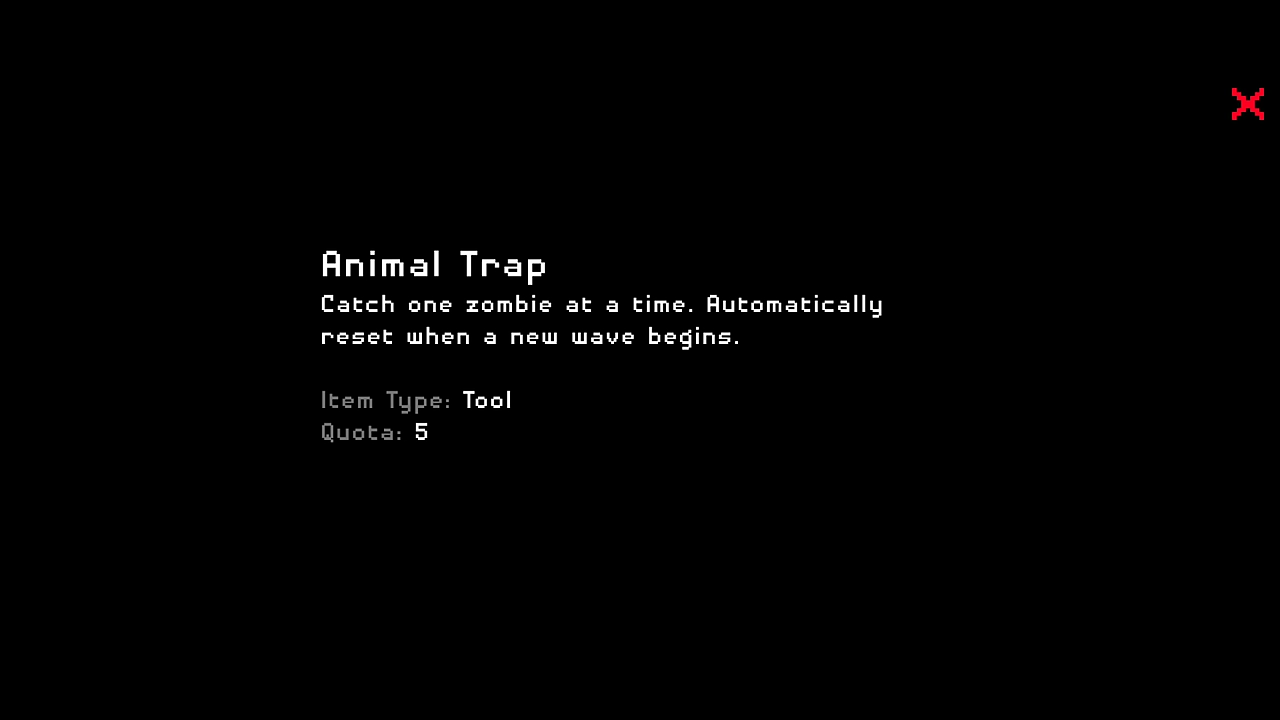 Animal Trap
Catch one zombie at a time. Automatically
reset when a new wave begins.
Item Type: Tool
Quota: 5